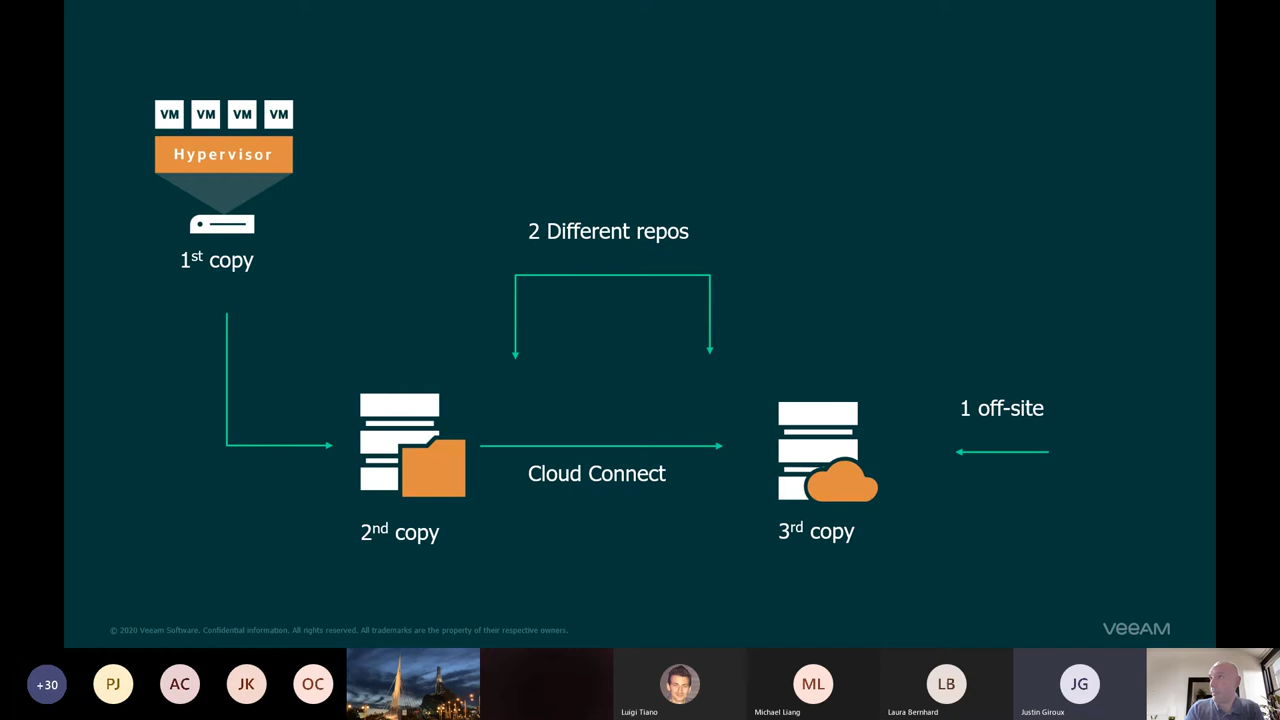 VM VM VM VM
Hypervisor
1st copy
2 Different repos
1 off-site
Cloud Connect
2nd copy
3rd copy
© 2020 Veeam Software. Confidential information. All rights reserved. All trademarks are the property of their respective owners.
VEEAM
+30 PJ AC JK OC ML LB JG
Luigi Tiano Michael Liang Laura Bernhard Justin Giroux